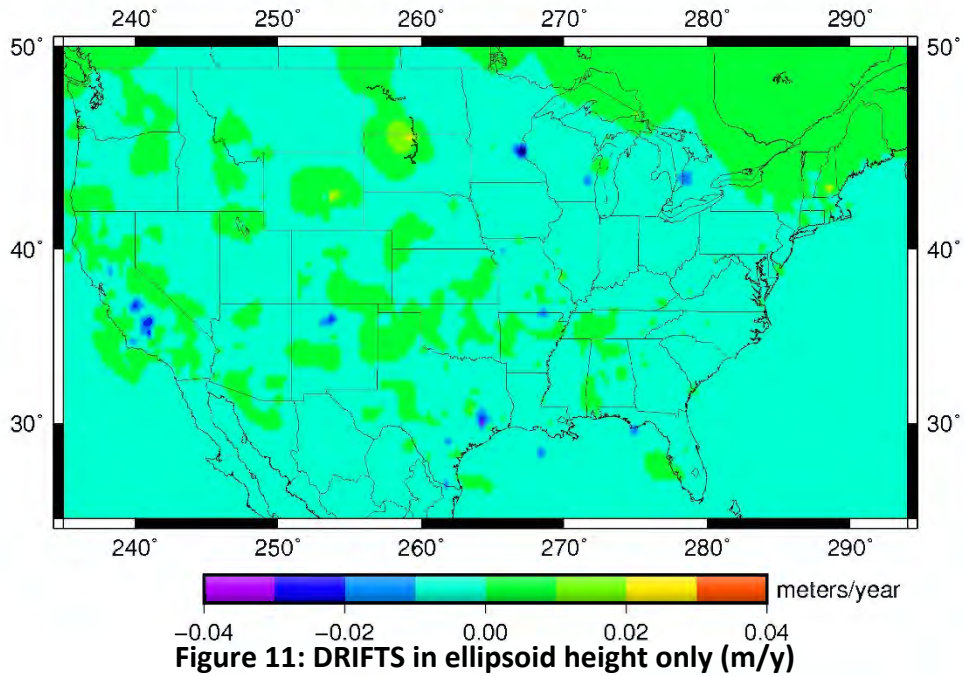 240˚ 250˚ 260˚ 270˚ 280˚ 290˚
50˚ 50˚
40˚ 40˚
30˚ 30˚
240˚ 250˚ 260˚ 270˚ 280˚ 290˚
meters/year
−0.04 −0.02 0.00 0.02 0.04
Figure 11: DRIFTS in ellipsoid height only (m/y)